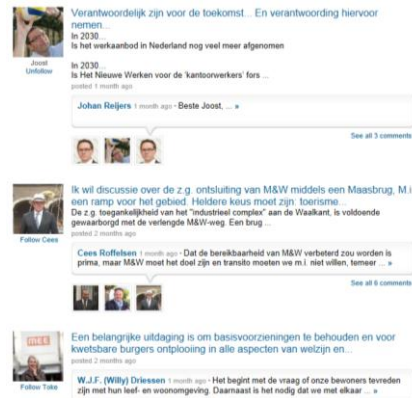 Verantwoordelijk zijn voor de toekomst... En verantwoording hiervoor
nemen...
In 2030...
Is het werkaanbod in Nederland nog veel meer afgenomen
In 2030...
Is Het Nieuwe Werken voor de 'kantoorwerkers' fors ...
posted 1 month ago
Joost
Unfollow
Johan Reijers 1 month ago - Beste Joost, ... »
See all 3 comments
Ik wil discussie over de z.g. ontsluiting van M&W middels een Maasbrug, M.i
een ramp voor het gebied. Heldere keus moet zijn: toerisme...
De z.g. toegankelijkheid van het "industrieel complex" aan de Waalkant, is voldoende
gewaarborgd met de verlengde M&W-weg. Een brug ...
posted 2 months ago
Follow Cees
Cees Roffelsen 1 month ago - Dat de bereikbaarheid van M&W verbeterd zou worden is
prima, maar M&W moet het doel zijn en transito moeten we m.i. niet willen, temeer ... »
See all 6 comments
Een belangrijke uitdaging is om basisvoorzieningen te behouden en voor
kwetsbare burgers ontplooiing in alle aspecten van welzijn en...
posted 2 months ago
MEE
Follow Toke
W.J.F. (Willy) Driessen 1 month ago - Het begint met de vraag of onze bewoners tevreden
zijn met hun leef- en woonomgeving. Daarnaast is het nodig dat we met elkaar ... »